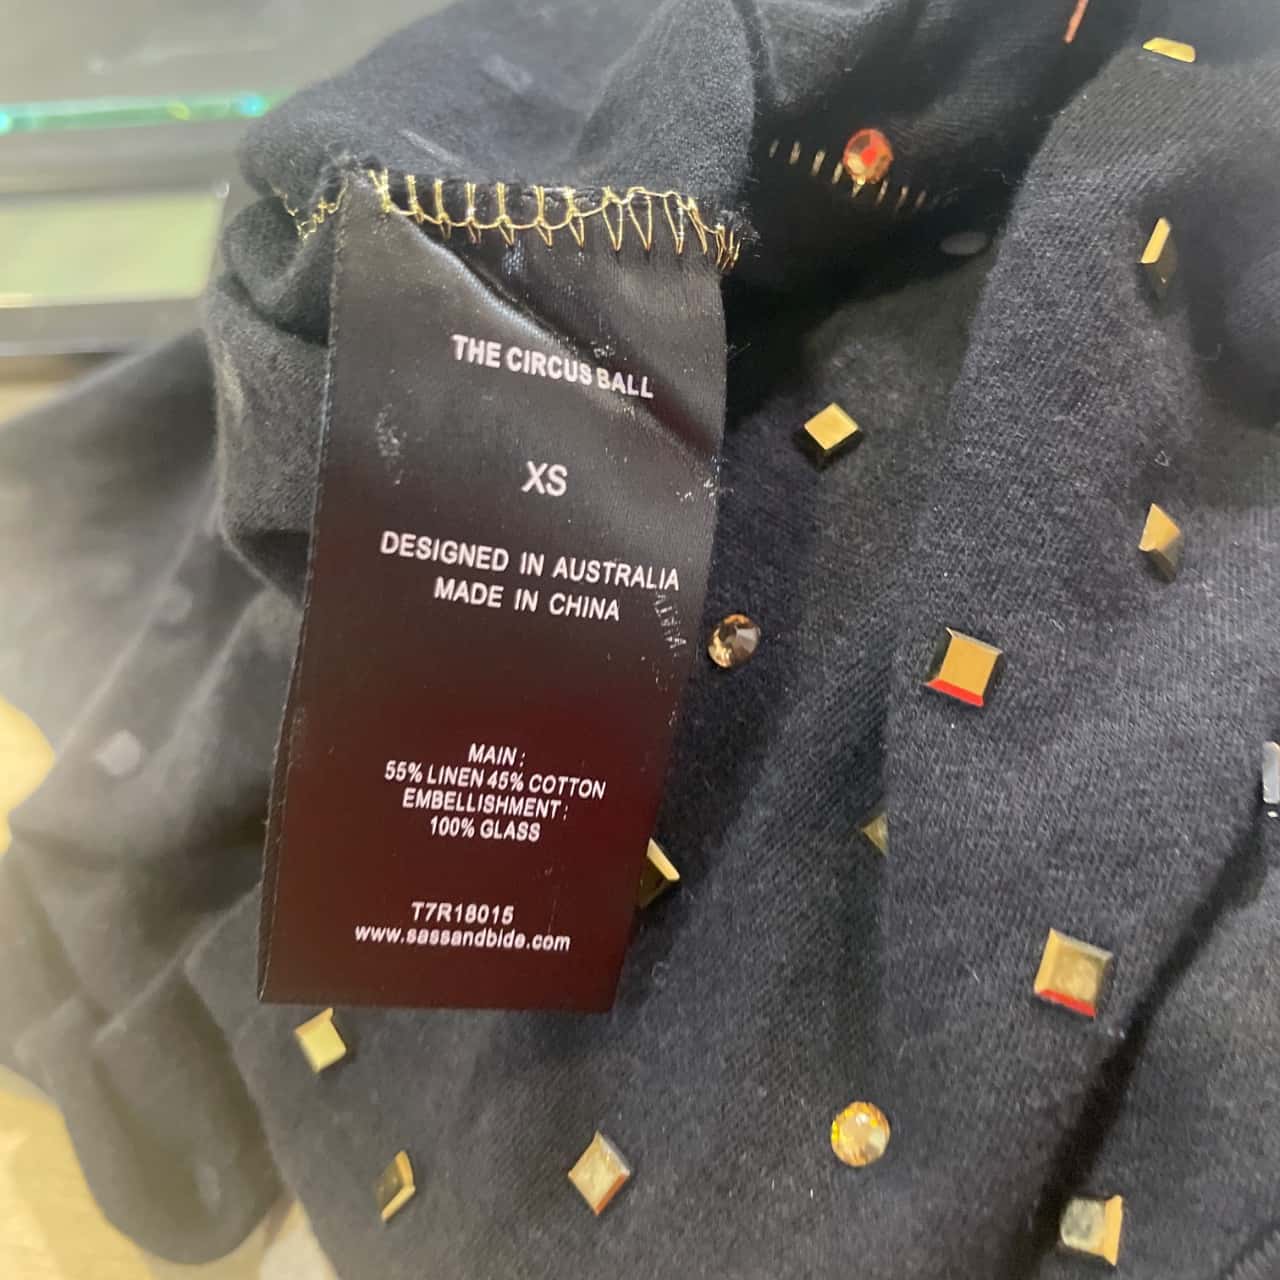 THE CIRCUS BALL
XS
DESIGNED IN AUSTRALIA
MADE IN CHINA
MAIN :
55% LINEN 45% COTTON
EMBELLISHMENT :
100% GLASS
T7R18015
www.sassandbide.com